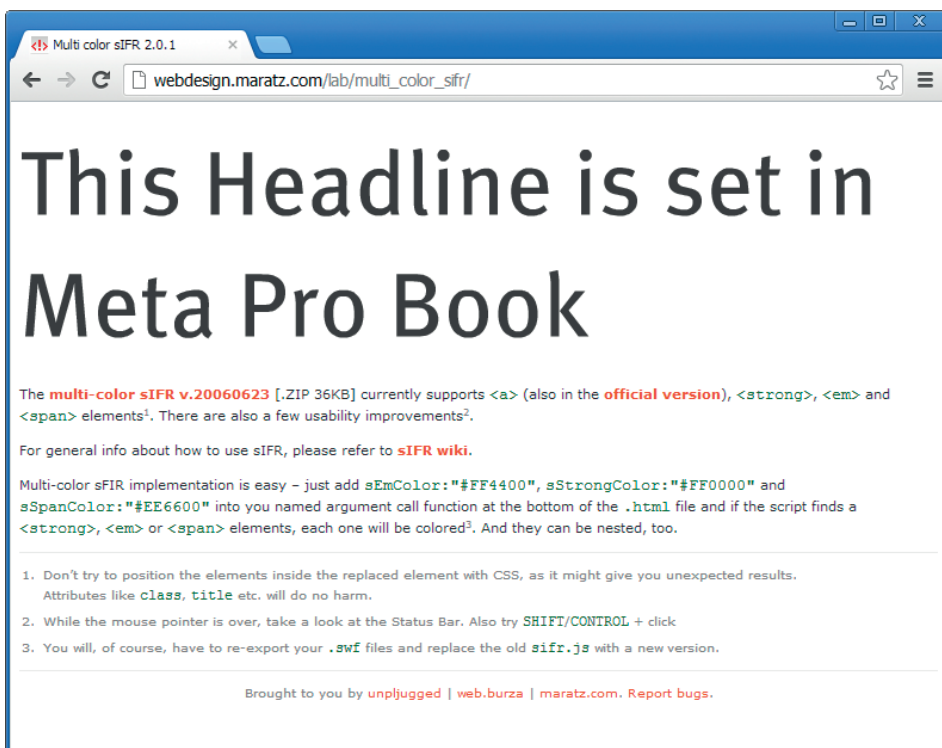 Multi color sIFR 2.0.1
webdesign.maratz.com/lab/multi_color_sifr/
This Headline is set in
Meta Pro Book
The multi-color sIFR v.20060623 [.ZIP 36KB] currently supports <a> (also in the official version), <strong>, <em> and
<span> elements¹. There are also a few usability improvements².
For general info about how to use sIFR, please refer to sIFR wiki.
Multi-color sFIR implementation is easy – just add sEmColor:"#FF4400", sStrongColor:"#FF0000" and
sSpanColor:"#EE6600" into you named argument call function at the bottom of the .html file and if the script finds a
<strong>, <em> or <span> elements, each one will be colored³. And they can be nested, too.
1. Don't try to position the elements inside the replaced element with CSS, as it might give you unexpected results.
Attributes like class, title etc. will do no harm.
2. While the mouse pointer is over, take a look at the Status Bar. Also try SHIFT/CONTROL + click
3. You will, of course, have to re-export your .swf files and replace the old sifr.js with a new version.
Brought to you by unpljugged | web.burza | maratz.com. Report bugs.